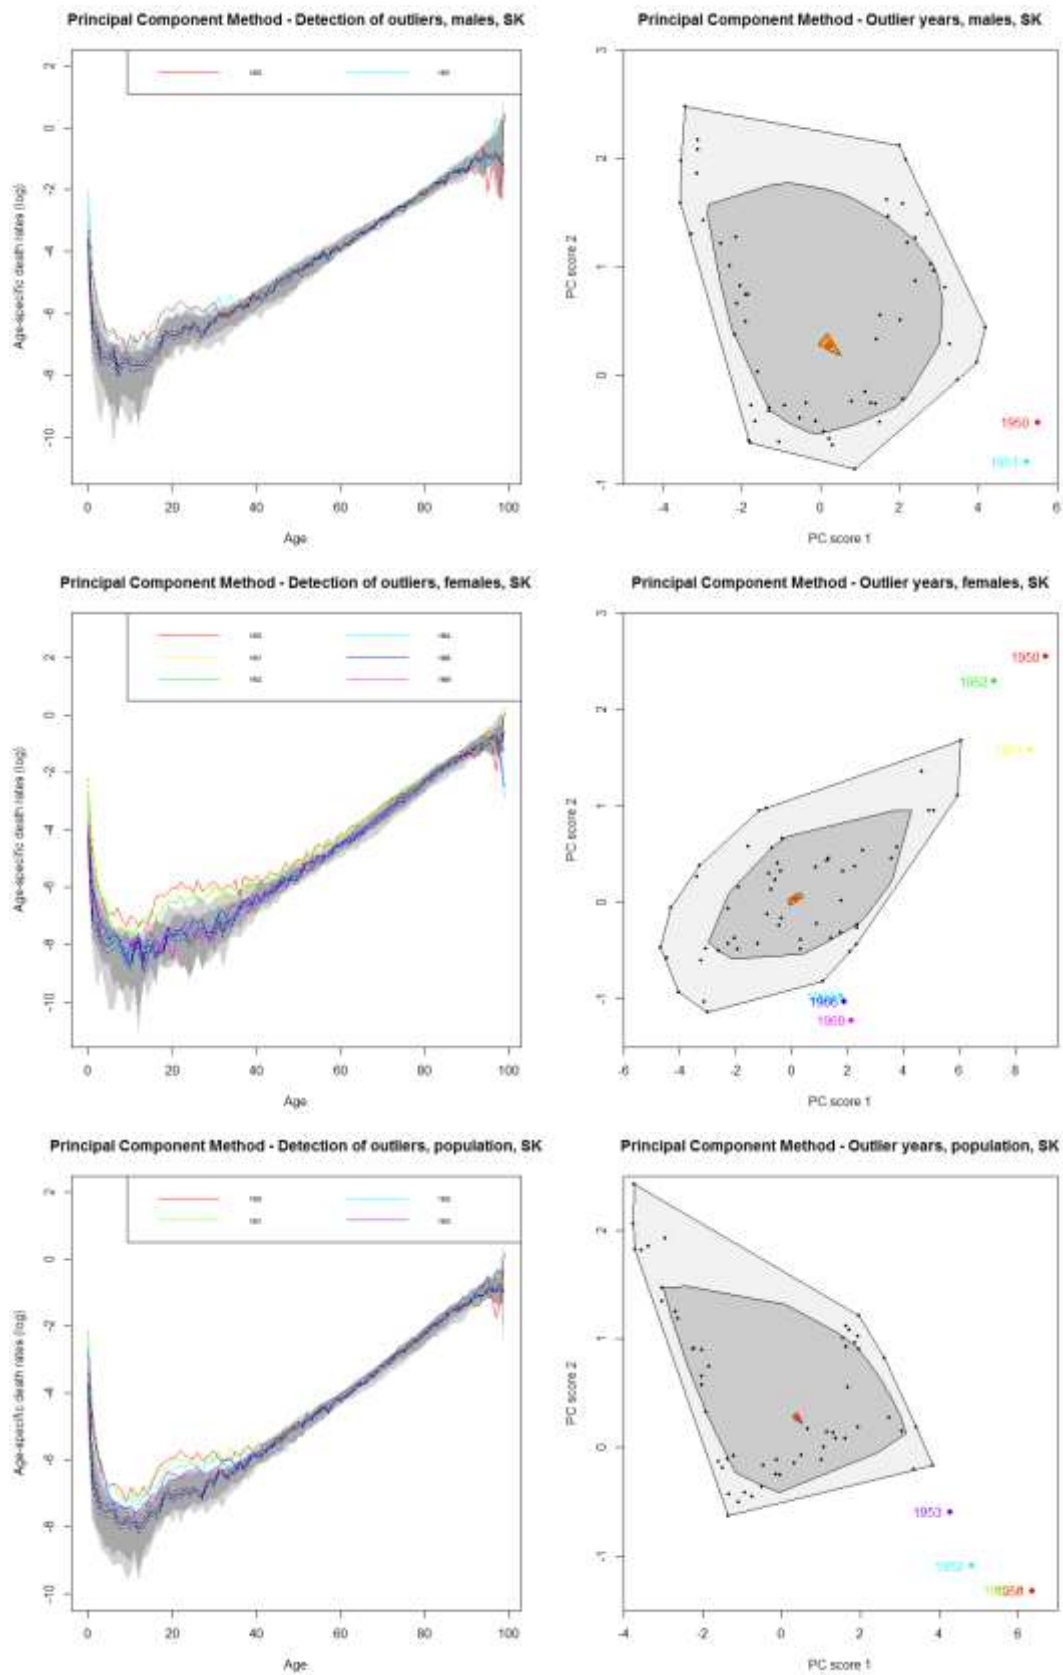 Principal Component Method - Detection of outliers, males, SK
Age-specific death rates (log)
2
0
-2
-4
-6
-8
-10
0 20 40 60 80 100
Age
Principal Component Method - Outlier years, males, SK
PC score 2
3
2
1
0
-1
1950
1951
-4 -2 0 2 4 6
PC score 1
Principal Component Method - Detection of outliers, females, SK
Age-specific death rates (log)
2
0
-2
-4
-6
-8
-10
0 20 40 60 80 100
Age
Principal Component Method - Outlier years, females, SK
PC score 2
3
2
1
0
-1
1950
1952
1966
1969
-6 -4 -2 0 2 4 6 8
PC score 1
Principal Component Method - Detection of outliers, population, SK
Age-specific death rates (log)
2
0
-2
-4
-6
-8
-10
0 20 40 60 80 100
Age
Principal Component Method - Outlier years, population, SK
PC score 2
2
1
0
-1
1953
1952
-4 -2 0 2 4 6
PC score 1